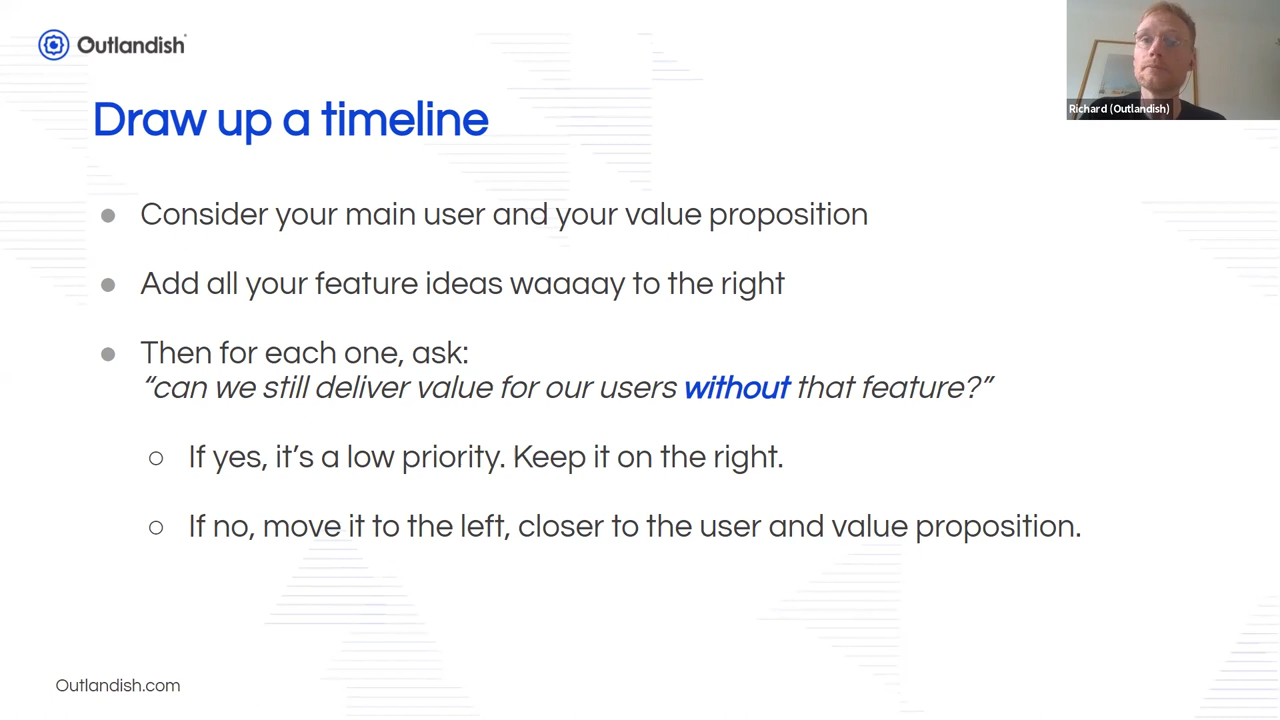 Outlandish
Richard (Outlandish)
Draw up a timeline
Consider your main user and your value proposition
Add all your feature ideas waaaay to the right
Then for each one, ask:
“can we still deliver value for our users without that feature?”
If yes, it’s a low priority. Keep it on the right.
If no, move it to the left, closer to the user and value proposition.
Outlandish.com